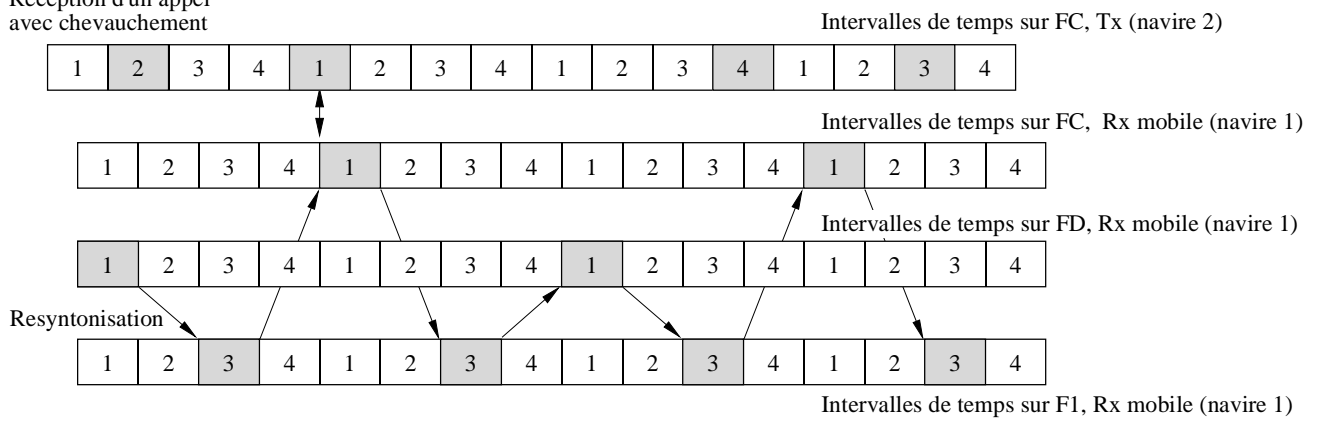 Réception d'un appel
avec chevauchement
Intervalles de temps sur FC, Tx (navire 2)
1 2 3 4 1 2 3 4 1 2 3 4 1 2 3 4
Intervalles de temps sur FC, Rx mobile (navire 1)
1 2 3 4 1 2 3 4 1 2 3 4 1 2 3 4
Intervalles de temps sur FD, Rx mobile (navire 1)
1 2 3 4 1 2 3 4 1 2 3 4 1 2 3 4
Resyntonisation
1 2 3 4 1 2 3 4 1 2 3 4 1 2 3 4
Intervalles de temps sur F1, Rx mobile (navire 1)